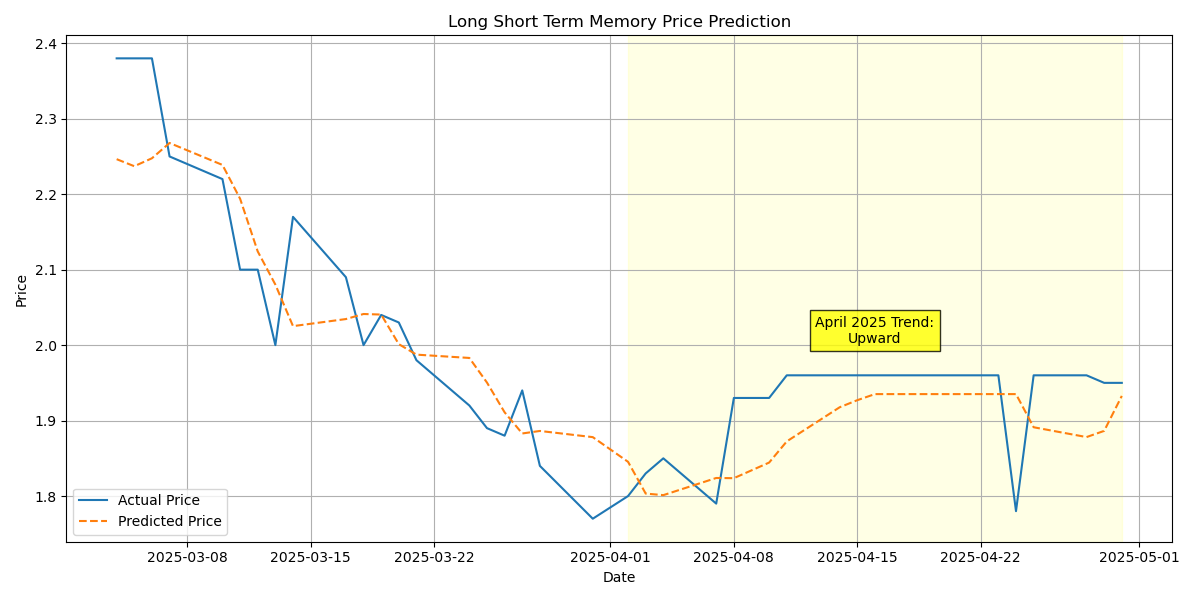 Long Short Term Memory Price Prediction
Price
2.4
2.3
2.2
2.1
2.0
1.9
1.8
April 2025 Trend:
Upward
Actual Price
Predicted Price
2025-03-08
2025-03-15
2025-03-22
2025-04-01
2025-04-08
2025-04-15
2025-04-22
2025-05-01
Date